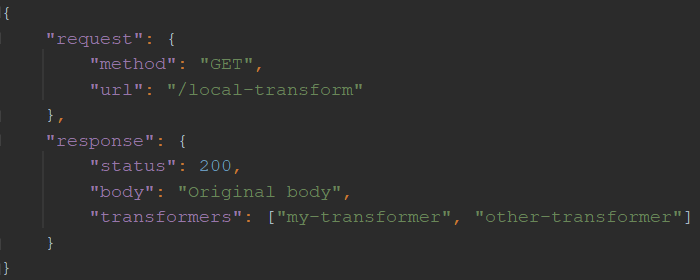 {
    "request": {
        "method": "GET",
        "url": "/local-transform"
    },
    "response": {
        "status": 200,
        "body": "Original body",
        "transformers": ["my-transformer", "other-transformer"]
    }
}